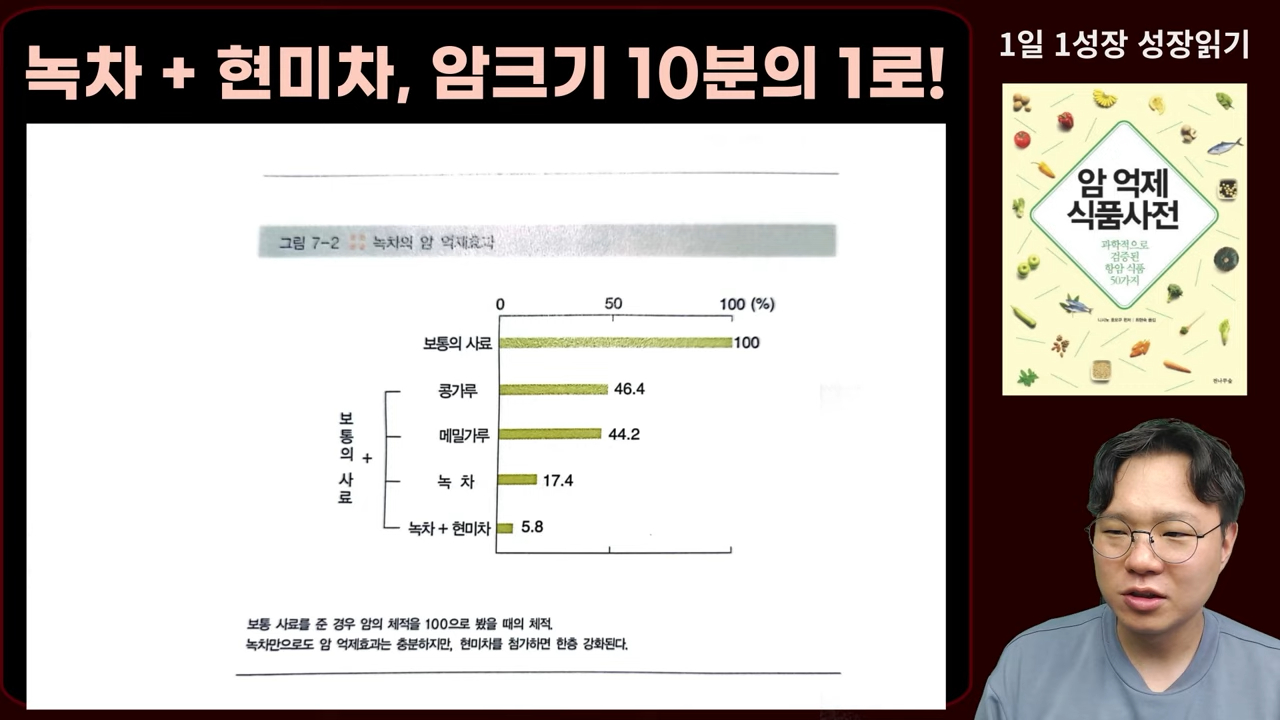 녹차 + 현미차, 암크기 10분의 1로!
1일 1성장 성장읽기
그림 7-2 녹차의 암 억제효과
0 50 100 (%)
보통의 사료 100
보통의 사료 +
콩가루 46.4
메밀가루 44.2
녹 차 17.4
녹차 + 현미차 5.8
보통 사료를 준 경우 암의 체적을 100으로 봤을 때의 체적.
녹차만으로도 암 억제효과는 충분하지만, 현미차를 첨가하면 한층 강화된다.
암 억제
식품사전
과학적으로
검증된
항암 식품
50가지
전나무숲